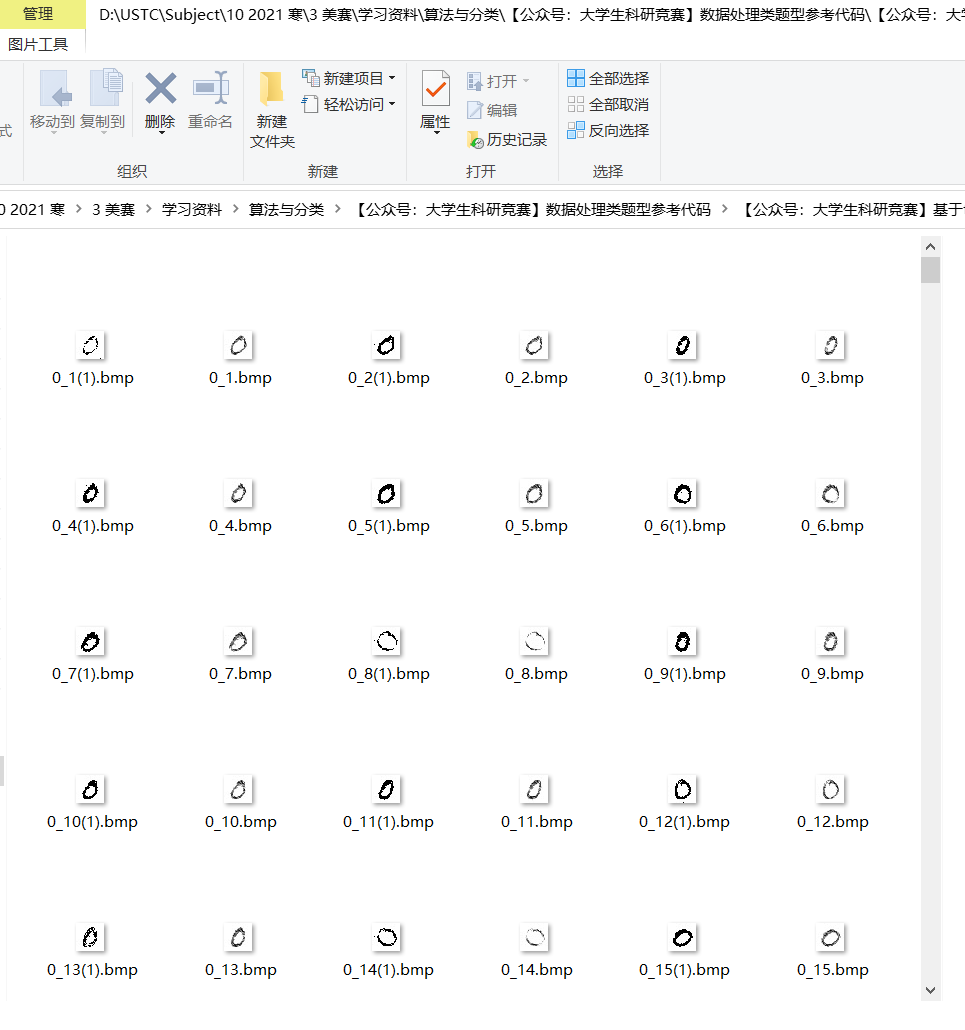 管理
D:\USTC\Subject\10 2021 寒\3 美赛\学习资料\算法与分类\【公众号：大学生科研竞赛】数据处理类题型参考代码\【公众号：大
图片工具
式
移动到 复制到 删除 重命名
新建
文件夹
新建项目
轻松访问
属性
打开
编辑
历史记录
全部选择
全部取消
反向选择
组织 新建 打开 选择
0 2021 寒 > 3 美赛 > 学习资料 > 算法与分类 > 【公众号：大学生科研竞赛】数据处理类题型参考代码 > 【公众号：大学生科研竞赛】基于
0_1(1).bmp 0_1.bmp 0_2(1).bmp 0_2.bmp 0_3(1).bmp 0_3.bmp
0_4(1).bmp 0_4.bmp 0_5(1).bmp 0_5.bmp 0_6(1).bmp 0_6.bmp
0_7(1).bmp 0_7.bmp 0_8(1).bmp 0_8.bmp 0_9(1).bmp 0_9.bmp
0_10(1).bmp 0_10.bmp 0_11(1).bmp 0_11.bmp 0_12(1).bmp 0_12.bmp
0_13(1).bmp 0_13.bmp 0_14(1).bmp 0_14.bmp 0_15(1).bmp 0_15.bmp